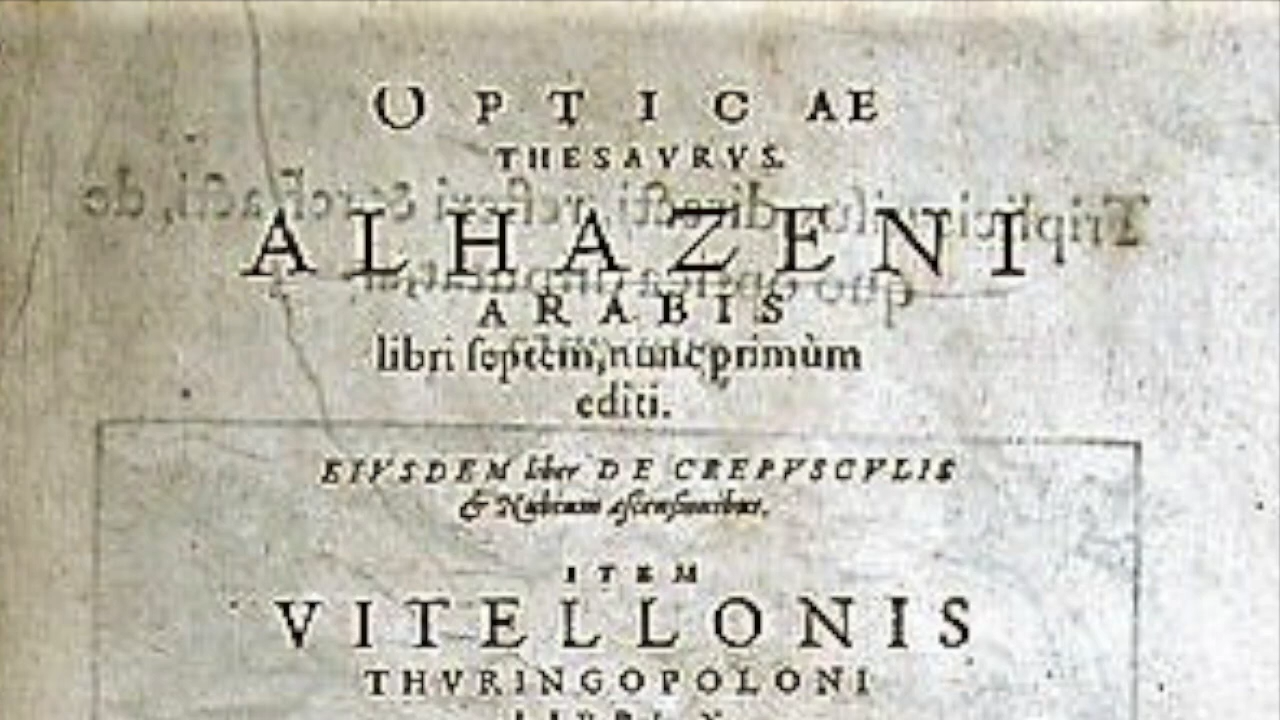 OPTICAE
THESAVRVS.
ALHAZENI
ARABIS
libri ſeptem, nunc primùm
editi.
EIVSDEM liber DE CREPVSCVLIS
& Nubium aſcenſionibus.
ITEM
VITELLONIS
THVRINGOPOLONI